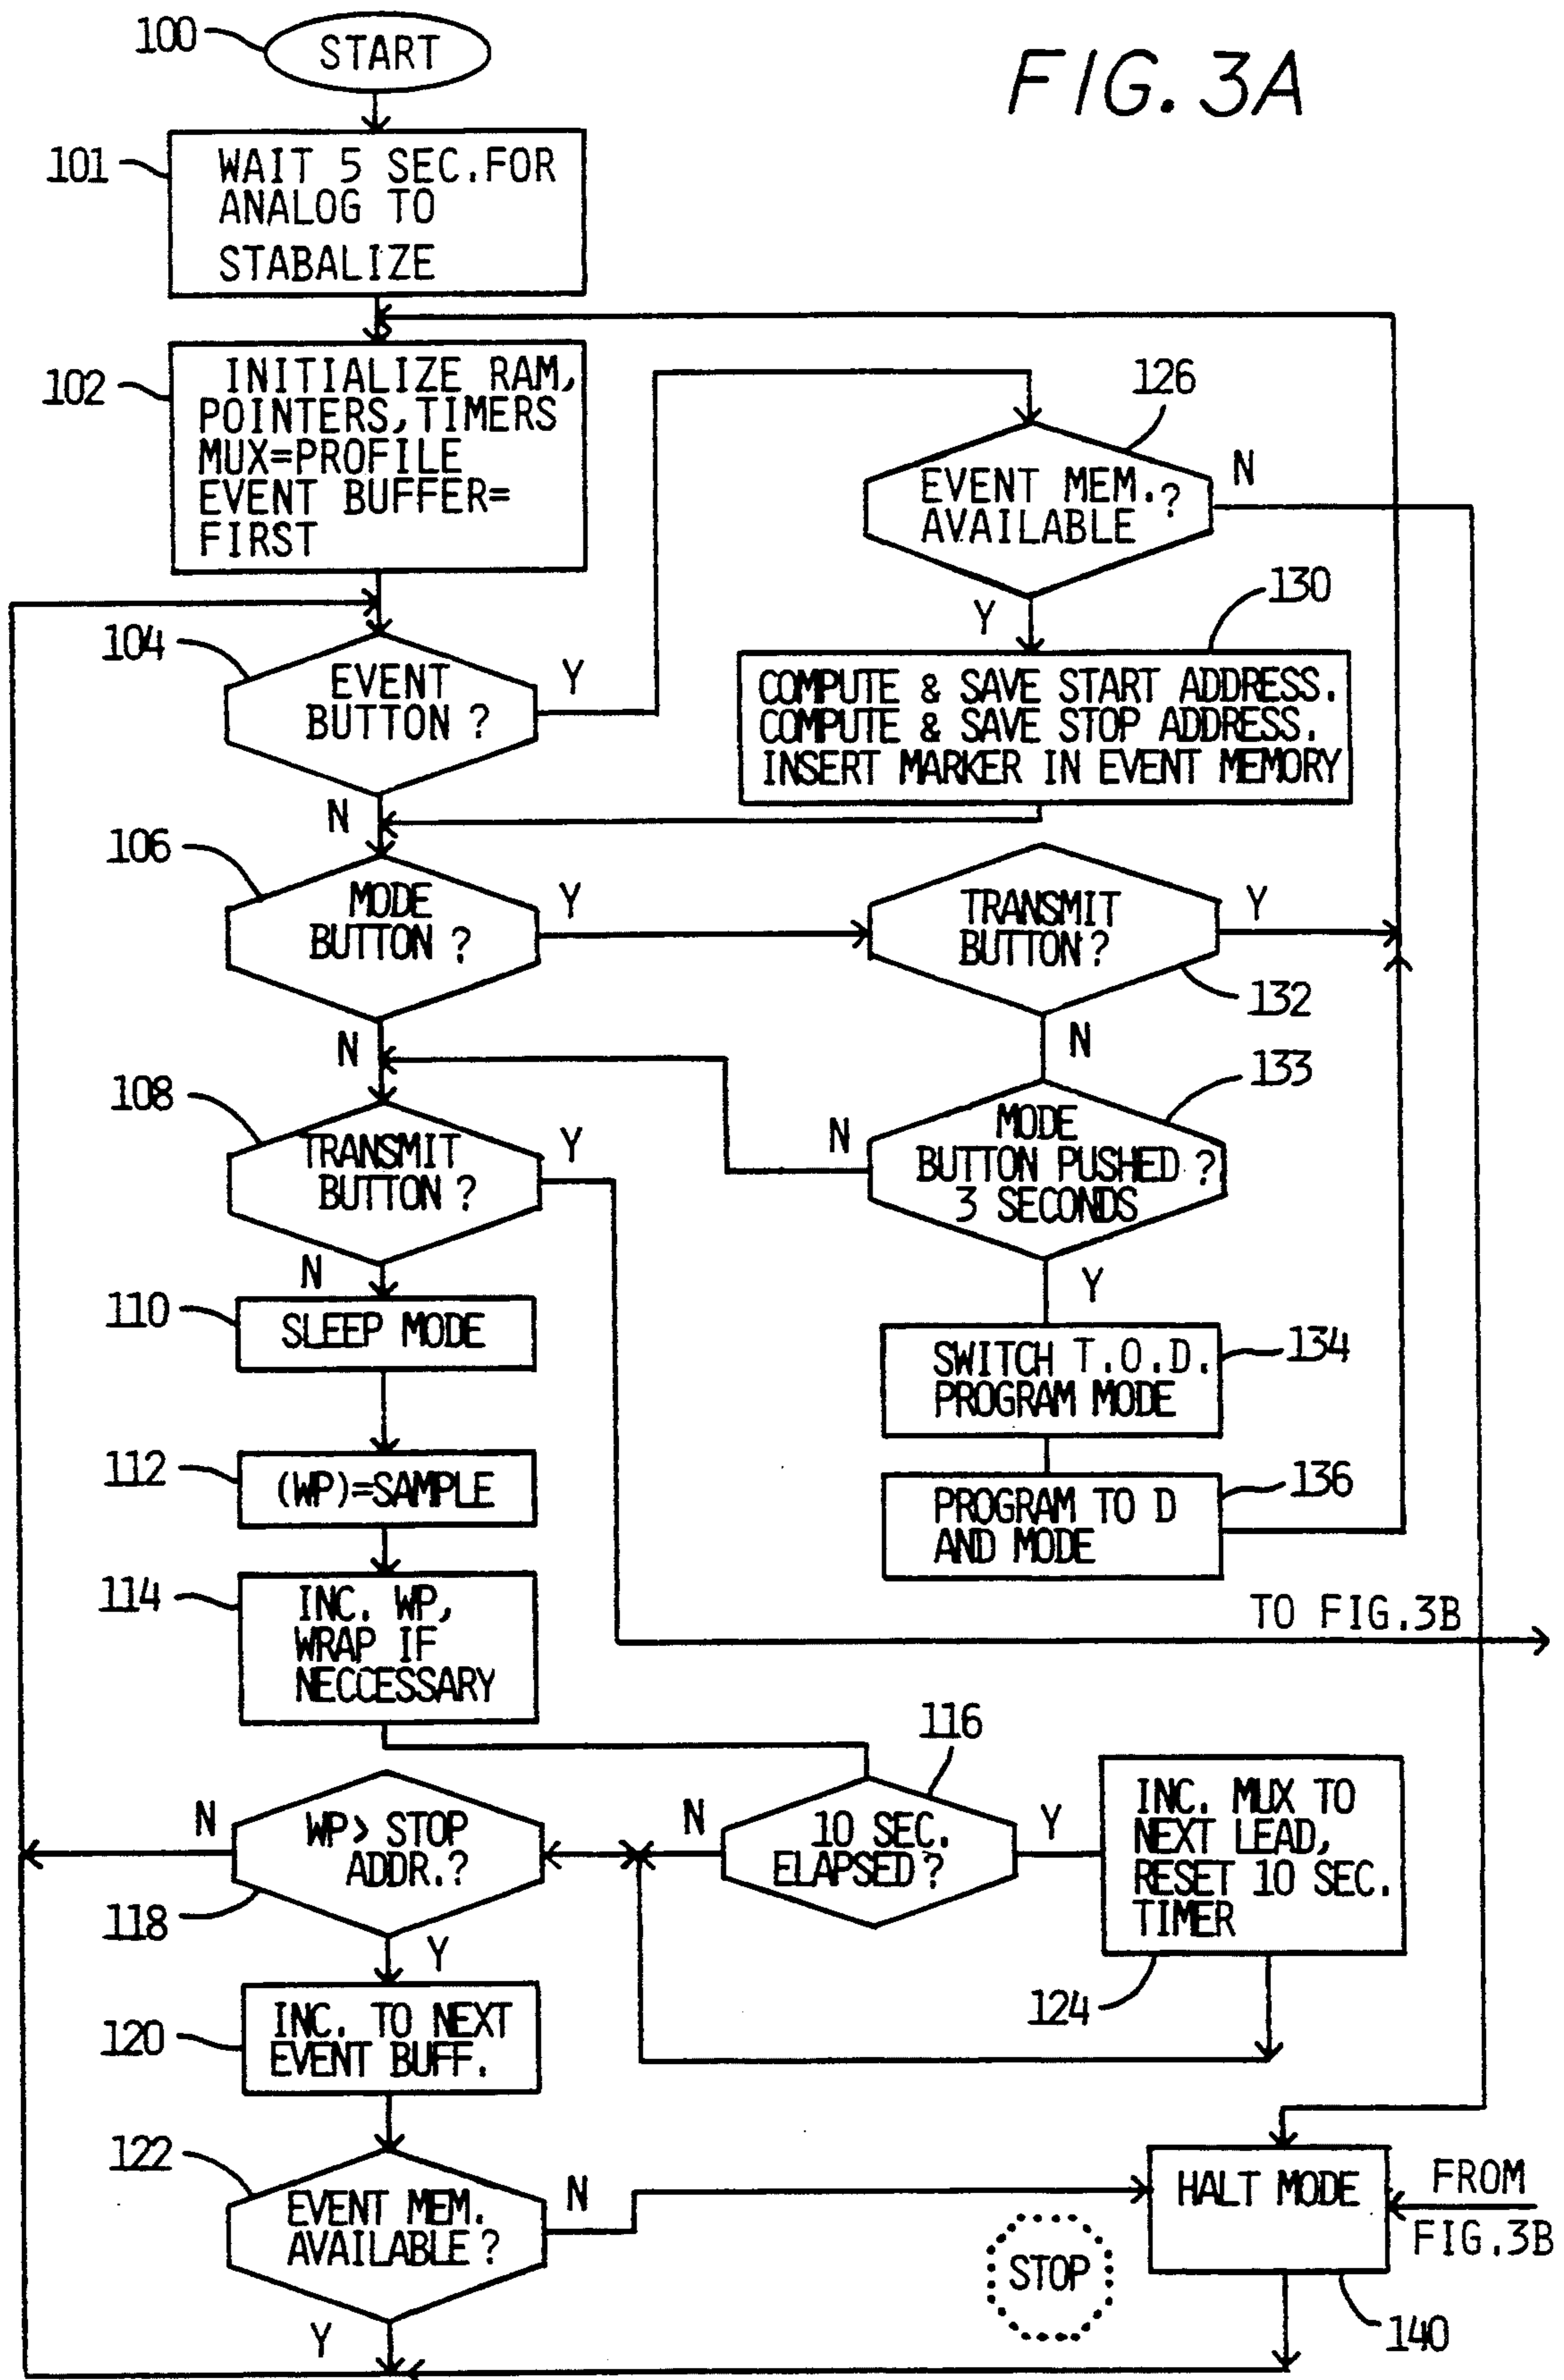 FIG. 3A
100
START
101
WAIT 5 SEC. FOR
ANALOG TO
STABALIZE
102
INITIALIZE RAM,
POINTERS, TIMERS
MUX=PROFILE
EVENT BUFFER=
FIRST
126
EVENT MEM.
AVAILABLE ?
N
Y
130
COMPUTE & SAVE START ADDRESS.
COMPUTE & SAVE STOP ADDRESS.
INSERT MARKER IN EVENT MEMORY
104
EVENT
BUTTON ?
Y
N
106
MODE
BUTTON ?
Y
N
TRANSMIT
BUTTON ?
Y
132
N
133
MODE
BUTTON PUSHED ?
3 SECONDS
N
Y
108
TRANSMIT
BUTTON ?
Y
N
110
SLEEP MODE
134
SWITCH T.O.D.
PROGRAM MODE
112
(WP)=SAMPLE
136
PROGRAM TO D
AND MODE
114
INC. WP,
WRAP IF
NECCESSARY
TO FIG.3B
116
10 SEC.
ELAPSED ?
N
Y
INC. MUX TO
NEXT LEAD,
RESET 10 SEC.
TIMER
124
WP > STOP
ADDR.?
N
118
Y
120
INC. TO NEXT
EVENT BUFF.
122
EVENT MEM.
AVAILABLE ?
N
Y
HALT MODE
FROM
FIG.3B
STOP
140